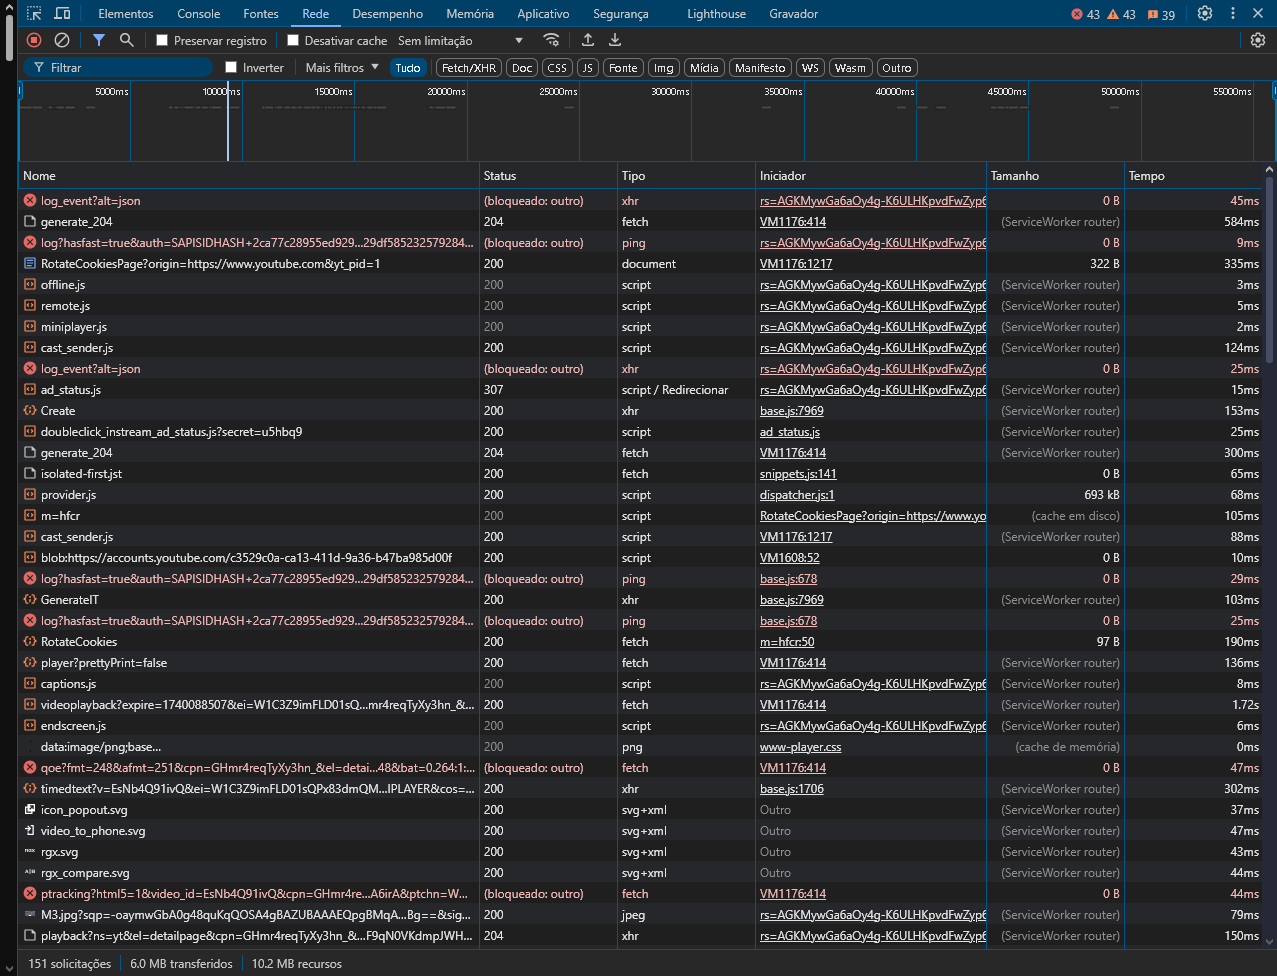 Elementos Console Fontes Rede Desempenho Memória Aplicativo Segurança Lighthouse Gravador 43 43 39
Preservar registro Desativar cache Sem limitação
Filtrar Inverter Mais filtros Tudo Fetch/XHR Doc CSS JS Fonte Img Mídia Manifesto WS Wasm Outro
5000ms 10000ms 15000ms 20000ms 25000ms 30000ms 35000ms 40000ms 45000ms 50000ms 55000ms
Nome Status Tipo Iniciador Tamanho Tempo
log_event?alt=json (bloqueado: outro) xhr rs=AGKMywGa6aOy4g-K6ULHKpvdFwZyp6 0 B 45ms
generate_204 204 fetch VM1176:414 (ServiceWorker router) 584ms
log?hasfast=true&auth=SAPISIDHASH+2ca77c28955ed929...29df585232579284... (bloqueado: outro) ping rs=AGKMywGa6aOy4g-K6ULHKpvdFwZyp6 0 B 9ms
RotateCookiesPage?origin=https://www.youtube.com&yt_pid=1 200 document VM1176:1217 322 B 335ms
offline.js 200 script rs=AGKMywGa6aOy4g-K6ULHKpvdFwZyp6 (ServiceWorker router) 3ms
remote.js 200 script rs=AGKMywGa6aOy4g-K6ULHKpvdFwZyp6 (ServiceWorker router) 5ms
miniplayer.js 200 script rs=AGKMywGa6aOy4g-K6ULHKpvdFwZyp6 (ServiceWorker router) 2ms
cast_sender.js 200 script rs=AGKMywGa6aOy4g-K6ULHKpvdFwZyp6 (ServiceWorker router) 124ms
log_event?alt=json (bloqueado: outro) xhr rs=AGKMywGa6aOy4g-K6ULHKpvdFwZyp6 0 B 25ms
ad_status.js 307 script / Redirecionar rs=AGKMywGa6aOy4g-K6ULHKpvdFwZyp6 (ServiceWorker router) 15ms
Create 200 xhr base.js:7969 (ServiceWorker router) 153ms
doubleclick_instream_ad_status.js?secret=u5hbq9 200 script ad_status.js (ServiceWorker router) 25ms
generate_204 204 fetch VM1176:414 (ServiceWorker router) 300ms
isolated-first.jst 200 fetch snippets.js:141 0 B 65ms
provider.js 200 script dispatcher.js:1 693 kB 68ms
m=hfcr 200 script RotateCookiesPage?origin=https://www.yo (cache em disco) 105ms
cast_sender.js 200 script VM1176:1217 (ServiceWorker router) 88ms
blob:https://accounts.youtube.com/c3529c0a-ca13-411d-9a36-b47ba985d00f 200 script VM1608:52 0 B 10ms
log?hasfast=true&auth=SAPISIDHASH+2ca77c28955ed929...29df585232579284... (bloqueado: outro) ping base.js:678 0 B 29ms
GenerateIT 200 xhr base.js:7969 (ServiceWorker router) 103ms
log?hasfast=true&auth=SAPISIDHASH+2ca77c28955ed929...29df585232579284... (bloqueado: outro) ping base.js:678 0 B 25ms
RotateCookies 200 fetch m=hfcr:50 97 B 190ms
player?prettyPrint=false 200 fetch VM1176:414 (ServiceWorker router) 136ms
captions.js 200 script rs=AGKMywGa6aOy4g-K6ULHKpvdFwZyp6 (ServiceWorker router) 8ms
videoplayback?expire=1740088507&ei=W1C3Z9imFLD01sQ...mr4reqTyXy3hn_&... 200 fetch VM1176:414 (ServiceWorker router) 1.72s
endscreen.js 200 script rs=AGKMywGa6aOy4g-K6ULHKpvdFwZyp6 (ServiceWorker router) 6ms
data:image/png;base... 200 png www-player.css (cache de memória) 0ms
qoe?fmt=248&afmt=251&cpn=GHmr4reqTyXy3hn_&el=detai...48&bat=0.264:1:... (bloqueado: outro) fetch VM1176:414 0 B 47ms
timedtext?v=EsNb4Q91ivQ&ei=W1C3Z9imFLD01sQPx83dmQM...IPLAYER&cos=... 200 xhr base.js:1706 (ServiceWorker router) 302ms
icon_popout.svg 200 svg+xml Outro (ServiceWorker router) 37ms
video_to_phone.svg 200 svg+xml Outro (ServiceWorker router) 47ms
rgx.svg 200 svg+xml Outro (ServiceWorker router) 43ms
rgx_compare.svg 200 svg+xml Outro (ServiceWorker router) 44ms
ptracking?html5=1&video_id=EsNb4Q91ivQ&cpn=GHmr4re...A6irA&ptchn=W... (bloqueado: outro) fetch VM1176:414 0 B 44ms
M3.jpg?sqp=-oaymwGbA0g48quKqQOSA4gBAZUBAAAEQpgBMqA...Bg==&sig... 200 jpeg rs=AGKMywGa6aOy4g-K6ULHKpvdFwZyp6 (ServiceWorker router) 79ms
playback?ns=yt&el=detailpage&cpn=GHmr4reqTyXy3hn_&...F9qN0VKdmpJWH... 204 xhr rs=AGKMywGa6aOy4g-K6ULHKpvdFwZyp6 (ServiceWorker router) 150ms
151 solicitações 6.0 MB transferidos 10.2 MB recursos